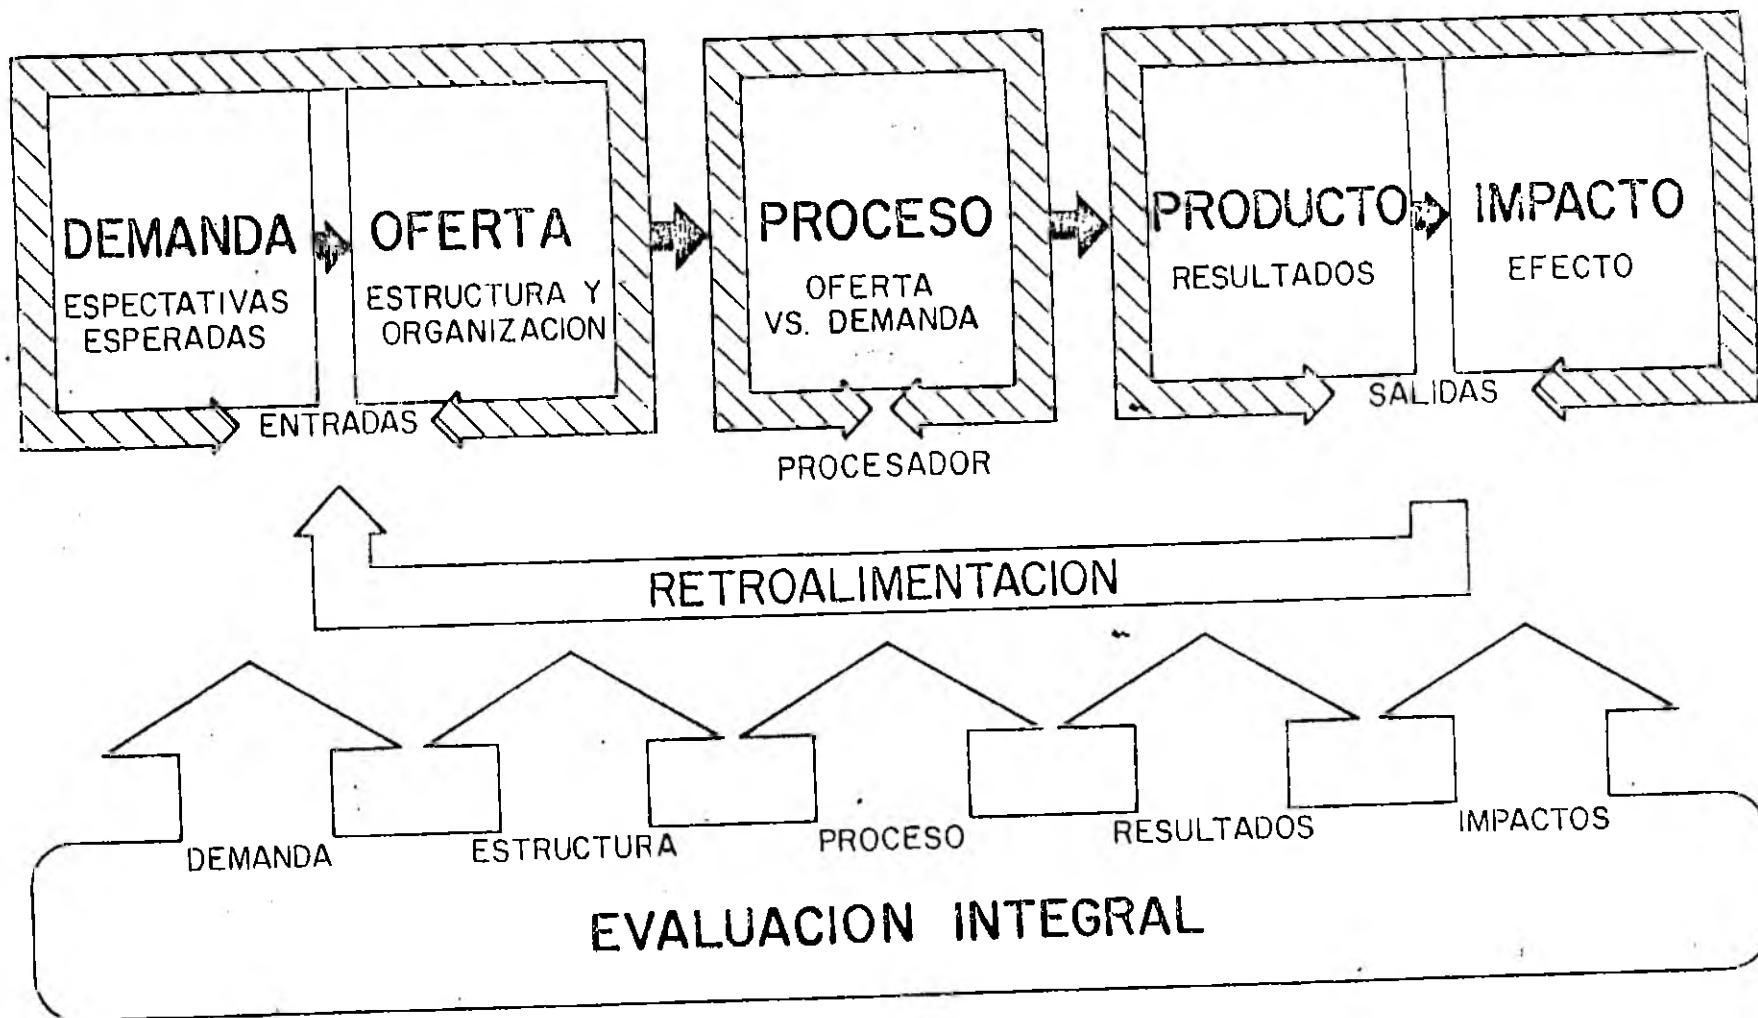 DEMANDA
ESPECTATIVAS
ESPERADAS
OFERTA
ESTRUCTURA Y
ORGANIZACION
ENTRADAS
PROCESO
OFERTA
VS. DEMANDA
PROCESADOR
PRODUCTO
RESULTADOS
IMPACTO
EFECTO
SALIDAS
RETROALIMENTACION
DEMANDA
ESTRUCTURA
PROCESO
RESULTADOS
IMPACTOS
EVALUACION INTEGRAL